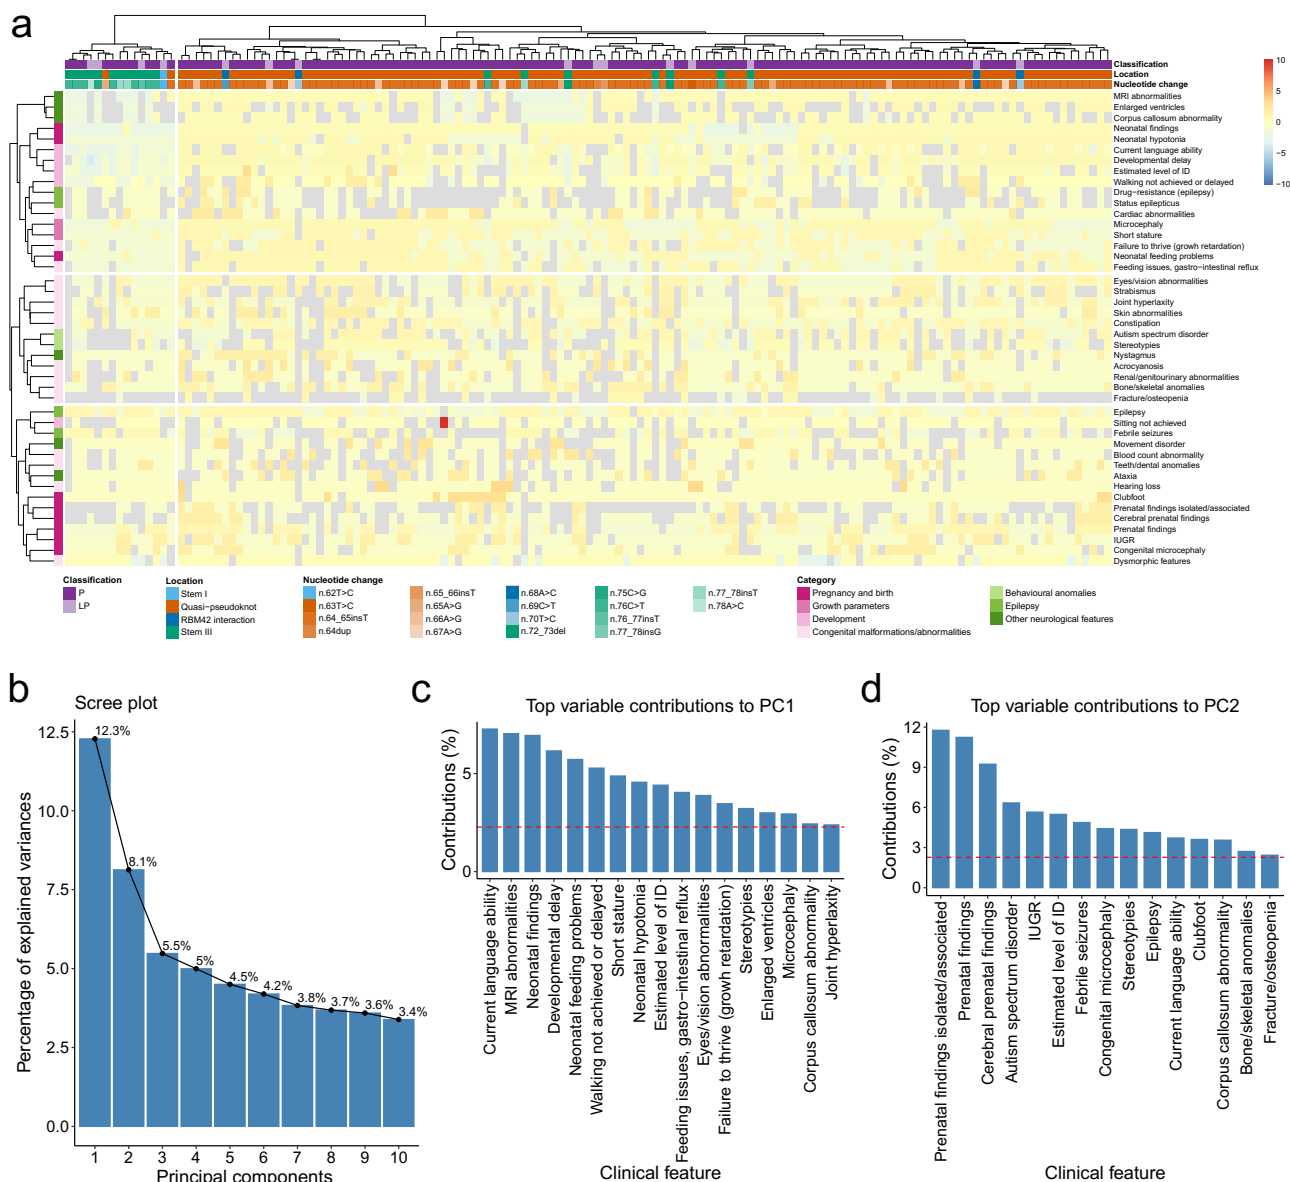 a
Classification
Location
Nucleotide change
10
5
0
−5
−10
MRI abnormalities
Enlarged ventricles
Corpus callosum abnormality
Neonatal findings
Neonatal hypotonia
Current language ability
Developmental delay
Estimated level of ID
Walking not achieved or delayed
Drug−resistance (epilepsy)
Status epilepticus
Cardiac abnormalities
Microcephaly
Short stature
Failure to thrive (growh retardation)
Neonatal feeding problems
Feeding issues, gastro−intestinal reflux
Eyes/vision abnormalities
Strabismus
Joint hyperlaxity
Skin abnormalities
Constipation
Autism spectrum disorder
Stereotypies
Nystagmus
Acrocyanosis
Renal/genitourinary abnormalities
Bone/skeletal anomalies
Fracture/osteopenia
Epilepsy
Sitting not achieved
Febrile seizures
Movement disorder
Blood count abnormality
Teeth/dental anomalies
Ataxia
Hearing loss
Clubfoot
Prenatal findings isolated/associated
Cerebral prenatal findings
Prenatal findings
IUGR
Congenital microcephaly
Dysmorphic features
Classification
P
LP
Location
Stem I
Quasi−pseudoknot
RBM42 interaction
Stem III
Nucleotide change
n.62T>C
n.63T>C
n.64_65insT
n.64dup
n.65_66insT
n.65A>G
n.66A>G
n.67A>G
n.68A>C
n.69C>T
n.70T>C
n.72_73del
n.75C>G
n.76C>T
n.76_77insT
n.77_78insG
n.77_78insT
n.78A>C
Category
Pregnancy and birth
Growth parameters
Development
Congenital malformations/abnormalities
Behavioural anomalies
Epilepsy
Other neurological features
b
Scree plot
Percentage of explained variances
12.5
10.0
7.5
5.0
2.5
0.0
12.3%
8.1%
5.5%
5%
4.5%
4.2%
3.8%
3.7%
3.6%
3.4%
1 2 3 4 5 6 7 8 9 10
Principal components
c
Top variable contributions to PC1
Contributions (%)
5
0
Current language ability
MRI abnormalities
Neonatal findings
Developmental delay
Neonatal feeding problems
Walking not achieved or delayed
Short stature
Neonatal hypotonia
Estimated level of ID
Feeding issues, gastro−intestinal reflux
Eyes/vision abnormalities
Failure to thrive (growh retardation)
Stereotypies
Enlarged ventricles
Microcephaly
Corpus callosum abnormality
Joint hyperlaxity
Clinical feature
d
Top variable contributions to PC2
Contributions (%)
12
9
6
3
0
Prenatal findings isolated/associated
Prenatal findings
Cerebral prenatal findings
Autism spectrum disorder
IUGR
Estimated level of ID
Febrile seizures
Congenital microcephaly
Stereotypies
Epilepsy
Current language ability
Clubfoot
Corpus callosum abnormality
Bone/skeletal anomalies
Fracture/osteopenia
Clinical feature